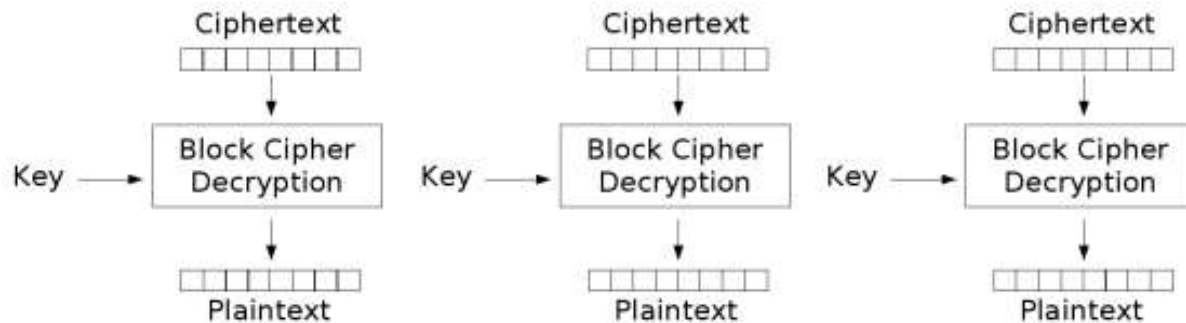 Ciphertext Ciphertext Ciphertext
Key Block Cipher Decryption Key Block Cipher Decryption Key Block Cipher Decryption
Plaintext Plaintext Plaintext